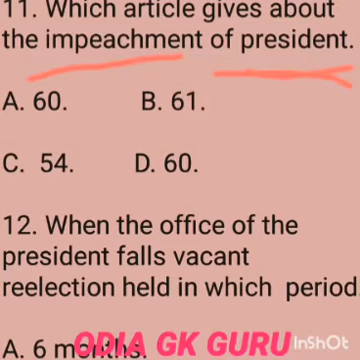 11. Which article gives about
the impeachment of president.
A. 60. B. 61.
C. 54. D. 60.
12. When the office of the
president falls vacant
reelection held in which period
A. 6 months.
ODIA GK GURU
InShOt